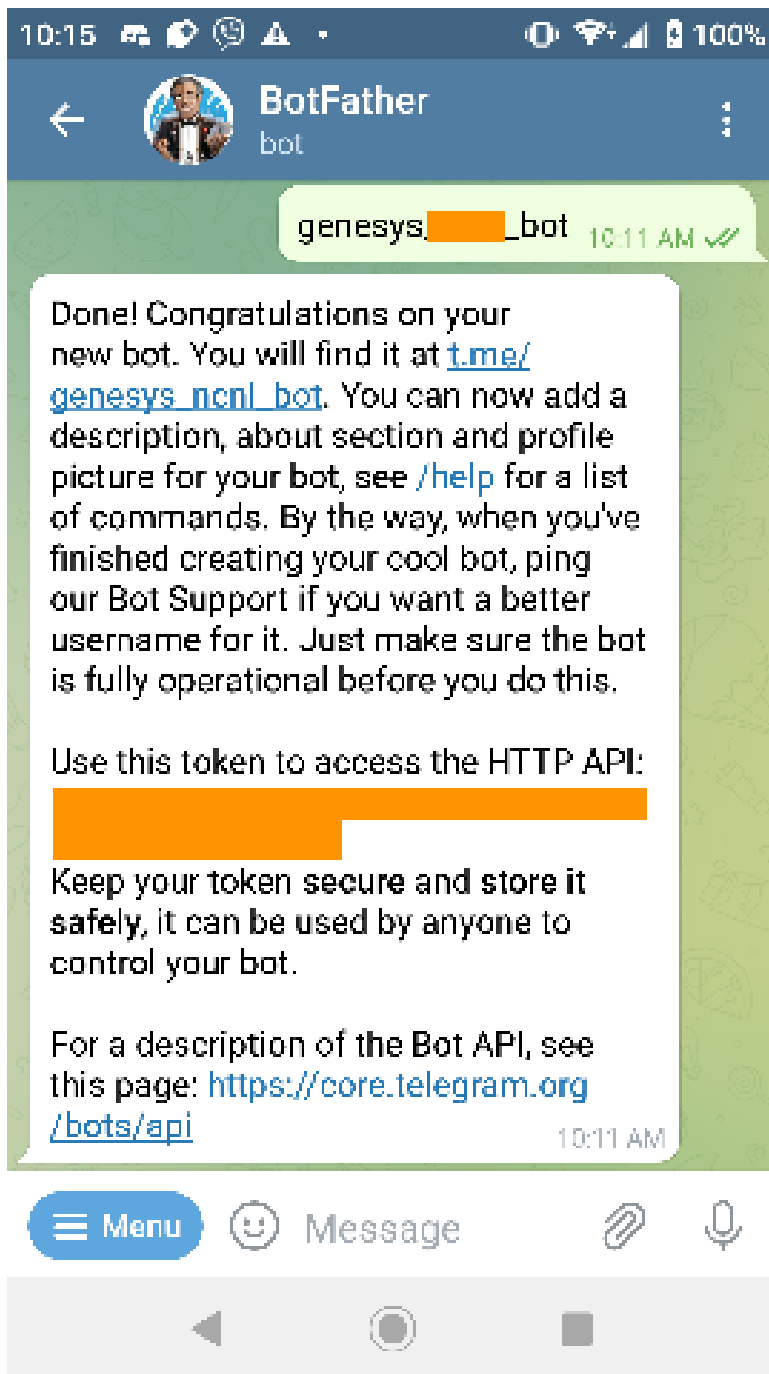 10:15
100%
BotFather
bot
genesys_ _bot 10:11 AM
Done! Congratulations on your
new bot. You will find it at t.me/
genesys_ncnl_bot. You can now add a
description, about section and profile
picture for your bot, see /help for a list
of commands. By the way, when you've
finished creating your cool bot, ping
our Bot Support if you want a better
username for it. Just make sure the bot
is fully operational before you do this.
Use this token to access the HTTP API:
Keep your token secure and store it
safely, it can be used by anyone to
control your bot.
For a description of the Bot API, see
this page: https://core.telegram.org
/bots/api
10:11 AM
Menu
Message